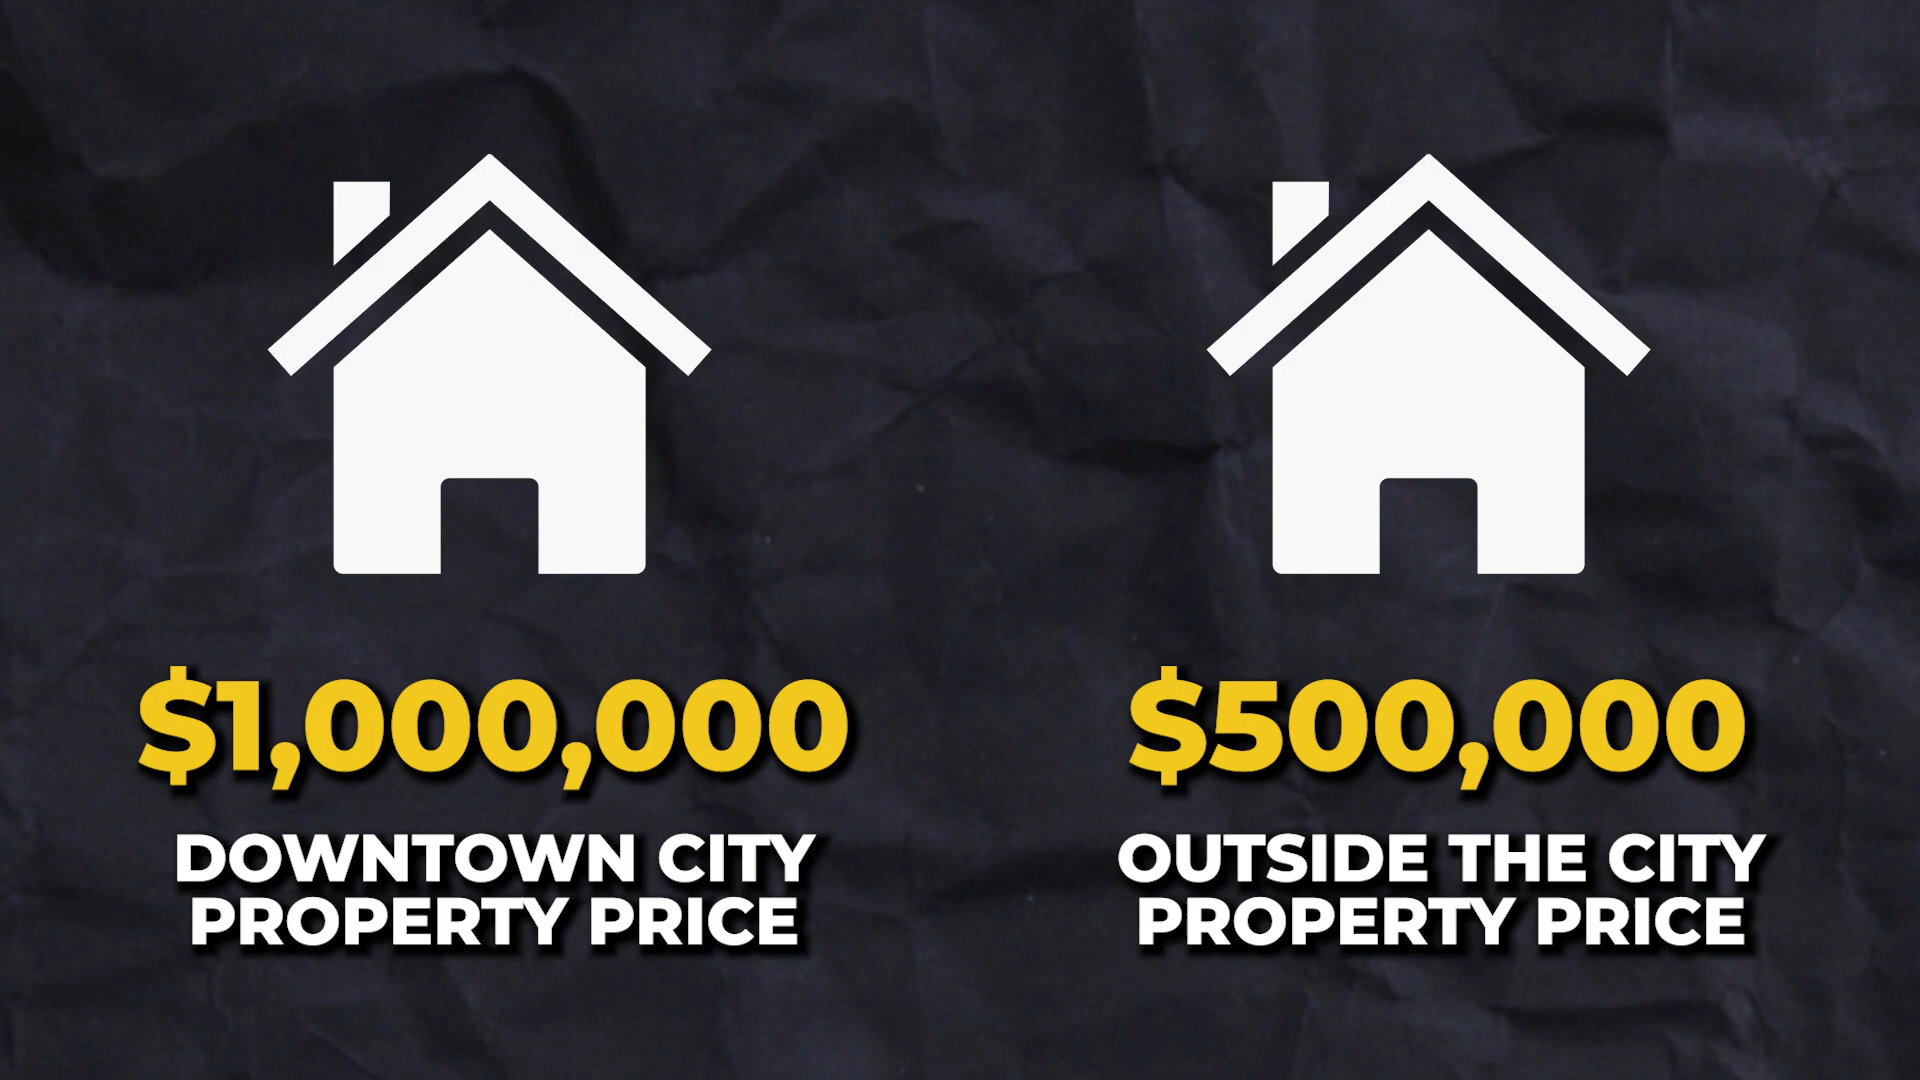 $1,000,000
DOWNTOWN CITY
PROPERTY PRICE
$500,000
OUTSIDE THE CITY
PROPERTY PRICE